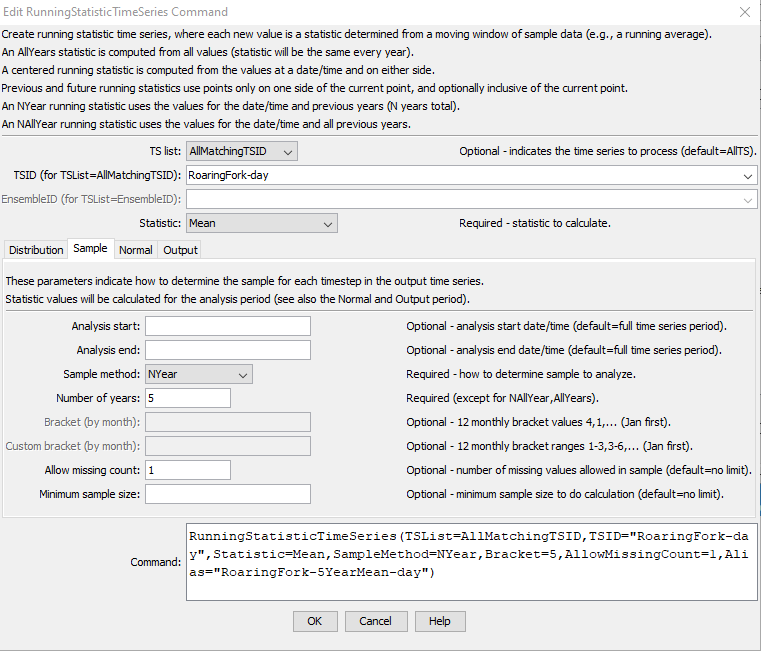 Edit RunningStatisticTimeSeries Command
Create running statistic time series, where each new value is a statistic determined from a moving window of sample data (e.g., a running average).
An AllYears statistic is computed from all values (statistic will be the same every year).
A centered running statistic is computed from the values at a date/time and on either side.
Previous and future running statistics use points only on one side of the current point, and optionally inclusive of the current point.
An NYear running statistic uses the values for the date/time and previous years (N years total).
An NAllYear running statistic uses the values for the date/time and all previous years.
TS list: AllMatchingTSID Optional - indicates the time series to process (default=AllTS).
TSID (for TSList=AllMatchingTSID): RoaringFork-day
EnsembleID (for TSList=EnsembleID):
Statistic: Mean Required - statistic to calculate.
Distribution Sample Normal Output
These parameters indicate how to determine the sample for each timestep in the output time series.
Statistic values will be calculated for the analysis period (see also the Normal and Output period).
Analysis start: Optional - analysis start date/time (default=full time series period).
Analysis end: Optional - analysis end date/time (default=full time series period).
Sample method: NYear Required - how to determine sample to analyze.
Number of years: 5 Required (except for NAllYear,AllYears).
Bracket (by month): Optional - 12 monthly bracket values 4,1,... (Jan first).
Custom bracket (by month): Optional - 12 monthly bracket ranges 1-3,3-6,... (Jan first).
Allow missing count: 1 Optional - number of missing values allowed in sample (default=no limit).
Minimum sample size: Optional - minimum sample size to do calculation (default=no limit).
Command: RunningStatisticTimeSeries(TSList=AllMatchingTSID,TSID="RoaringFork-da
y",Statistic=Mean,SampleMethod=NYear,Bracket=5,AllowMissingCount=1,Ali
as="RoaringFork-5YearMean-day")
OK Cancel Help